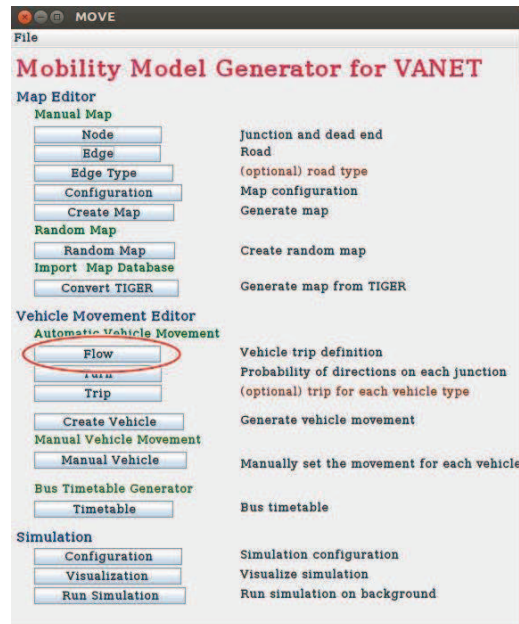 MOVE
File
Mobility Model Generator for VANET
Map Editor
Manual Map
Node Junction and dead end
Edge Road
Edge Type (optional) road type
Configuration Map configuration
Create Map Generate map
Random Map
Random Map Create random map
Import Map Database
Convert TIGER Generate map from TIGER
Vehicle Movement Editor
Automatic Vehicle Movement
Flow Vehicle trip definition
Turn Probability of directions on each junction
Trip (optional) trip for each vehicle type
Create Vehicle Generate vehicle movement
Manual Vehicle Movement
Manual Vehicle Manually set the movement for each vehicle
Bus Timetable Generator
Timetable Bus timetable
Simulation
Configuration Simulation configuration
Visualization Visualize simulation
Run Simulation Run simulation on background